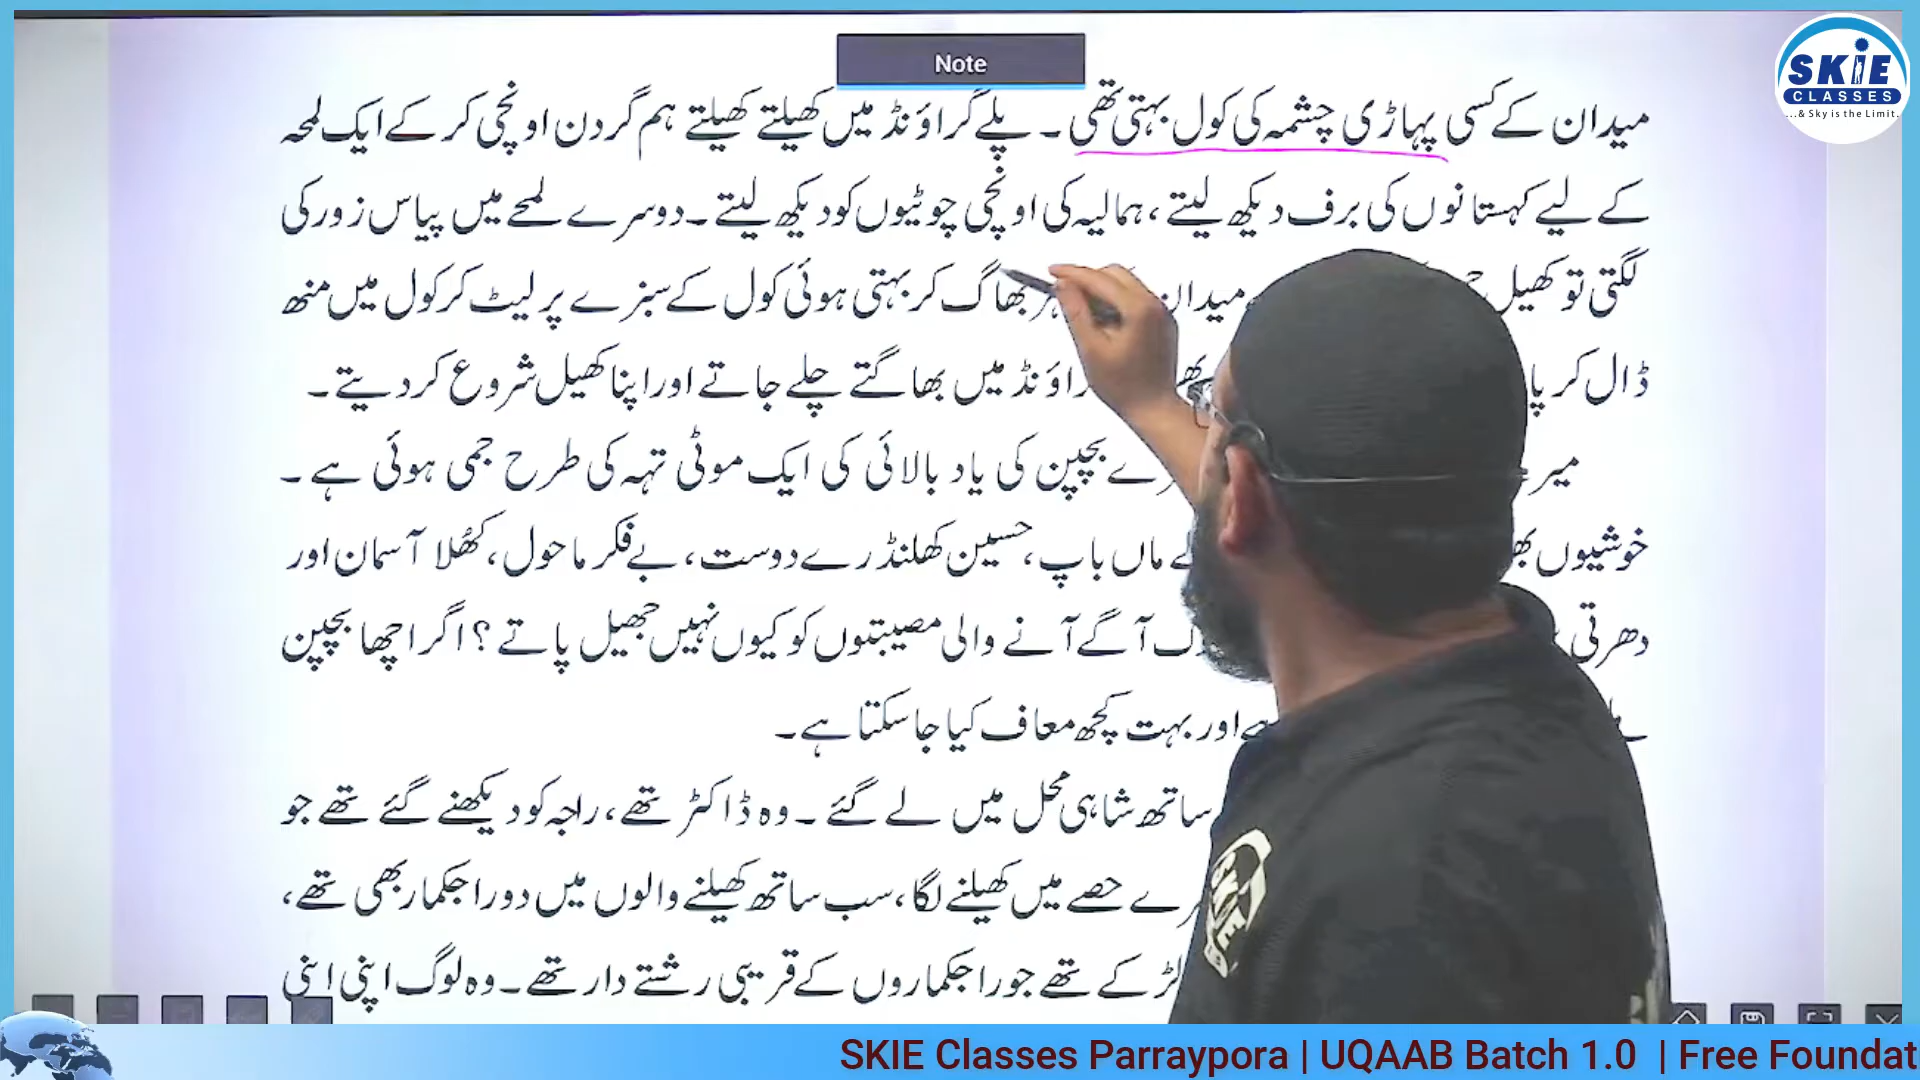 Note
SKIE
CLASSES
...& Sky is the Limit.
میدان کے کسی پہاڑی چشمہ کی کول بہتی تھی ۔ پلے گراؤنڈ میں کھیلتے کھیلتے ہم گردن اونچی کر کے ایک لمحہ
کے لیے کہستانوں کی برف دیکھ لیتے ، ہمالیہ کی اونچی چوٹیوں کو دیکھ لیتے ۔ دوسرے لمحے میں پیاس زور کی
لگتی تو کھیل میدان بھاگ کر بہتی ہوئی کول کے سبزے پر لیٹ کر کول میں منھ
ڈال کر میں بھاگتے چلے جاتے اور اپنا کھیل شروع کر دیتے ۔
بچپن کی یاد بالائی کی ایک موٹی تہہ کی طرح جمی ہوئی ہے ۔
خوشیوں ماں باپ ، حسین کھلنڈرے دوست ، بے فکر ماحول ، کھُلا آسمان اور
دھرتی آگے آنے والی مصیبتوں کو کیوں نہیں جھیل پاتے ؟ اگر اچھا بچپن
اور بہت کچھ معاف کیا جا سکتا ہے ۔
ساتھ شاہی محل میں لے گئے ۔ وہ ڈاکٹر تھے ، راجہ کو دیکھنے گئے تھے جو
حصے میں کھیلنے لگا ، سب ساتھ کھیلنے والوں میں دو راجکمار بھی تھے ،
لڑکے تھے جو راجکماروں کے قریبی رشتے دار تھے ۔ وہ لوگ اپنی اپنی
SKIE Classes Parraypora | UQAAB Batch 1.0 | Free Foundat